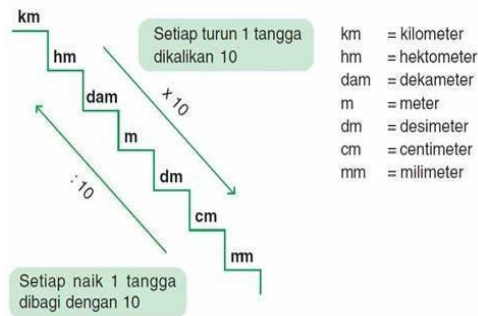 km
hm
dam
m
dm
cm
mm
Setiap turun 1 tangga
dikalikan 10
x 10
: 10
Setiap naik 1 tangga
dibagi dengan 10
km = kilometer
hm = hektometer
dam = dekameter
m = meter
dm = desimeter
cm = centimeter
mm = milimeter